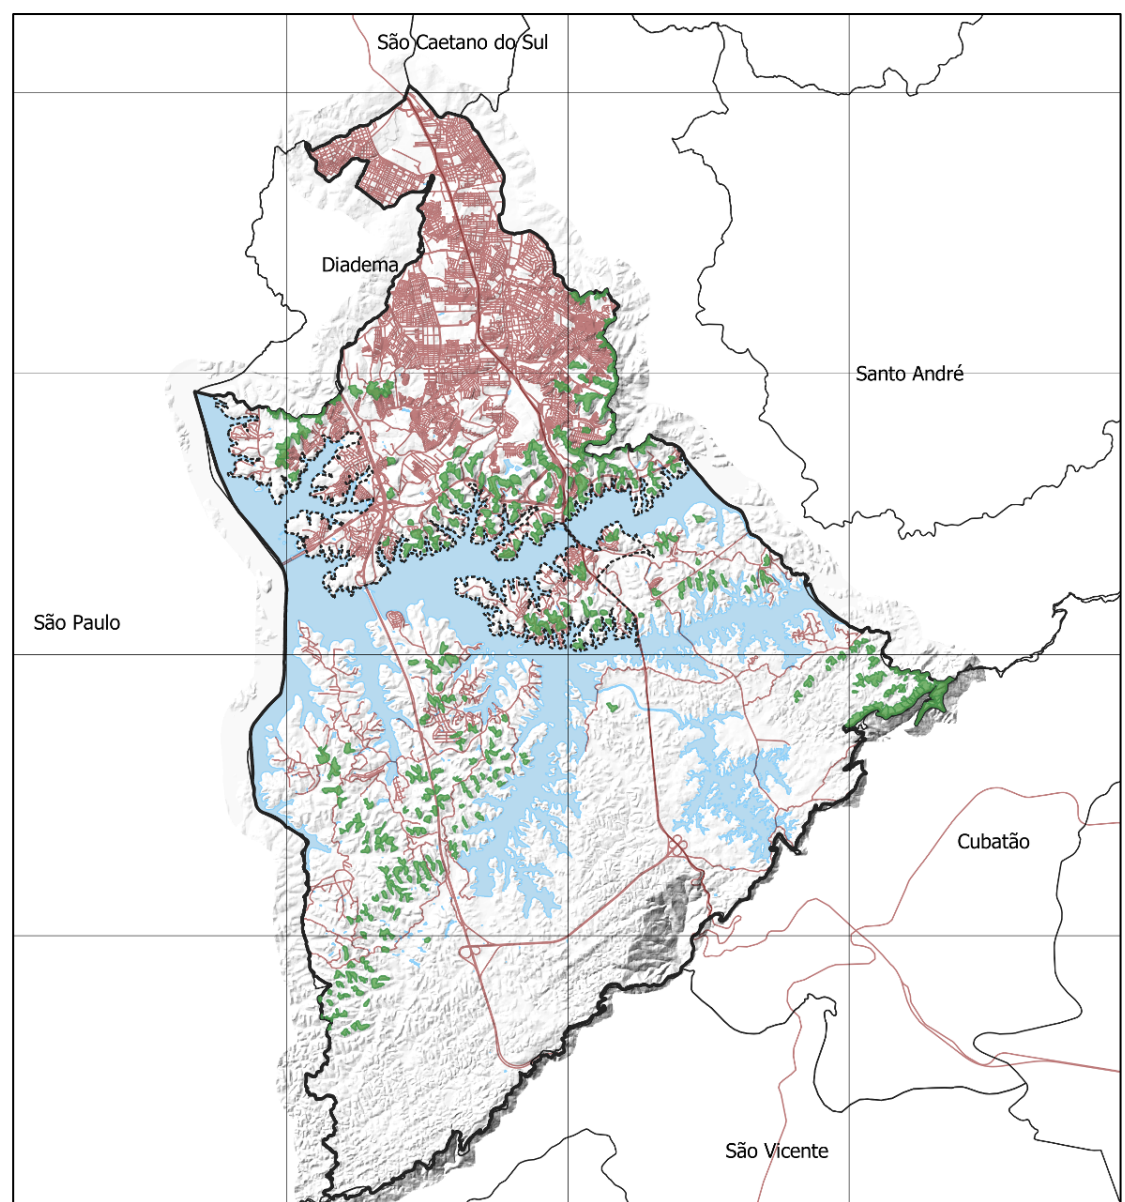 São Caetano do Sul
Diadema
Santo André
São Paulo
Cubatão
São Vicente